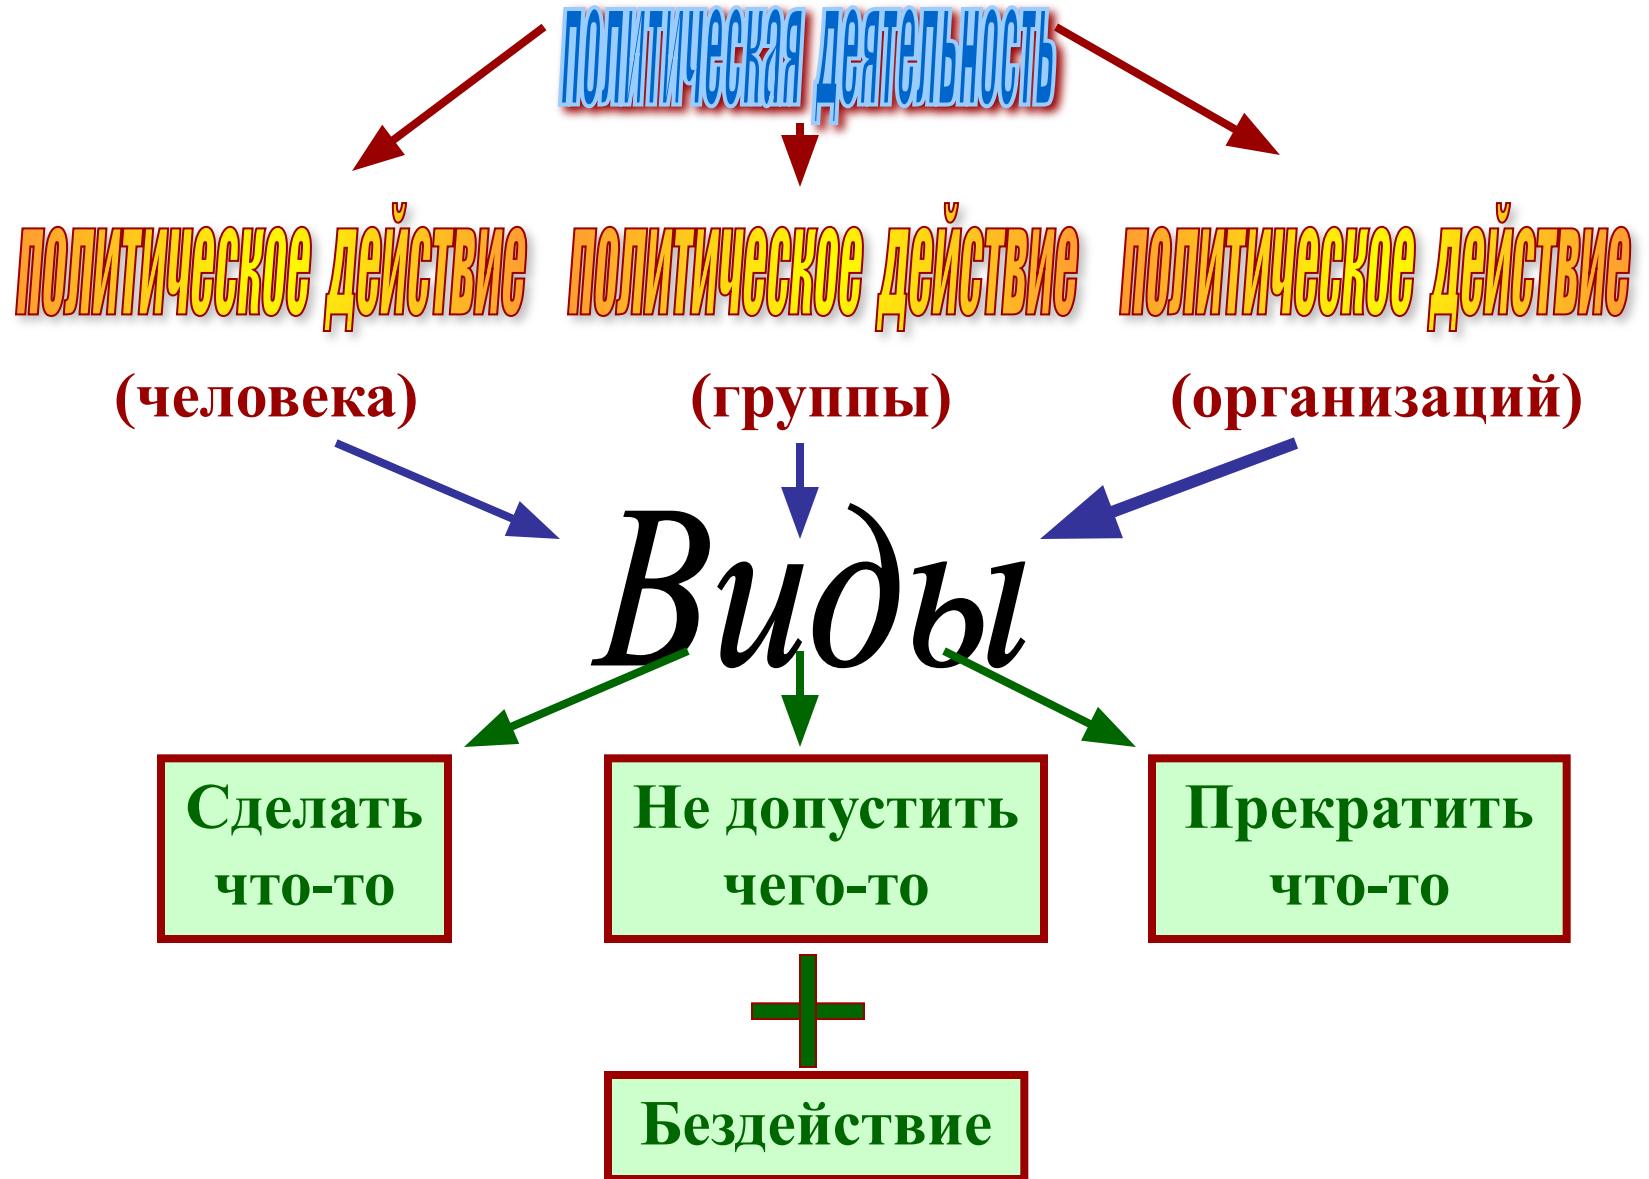 политическая деятельность
политическое действие политическое действие политическое действие
(человека) (группы) (организаций)
Виды
Сделать Не допустить Прекратить
что-то чего-то что-то
Бездействие